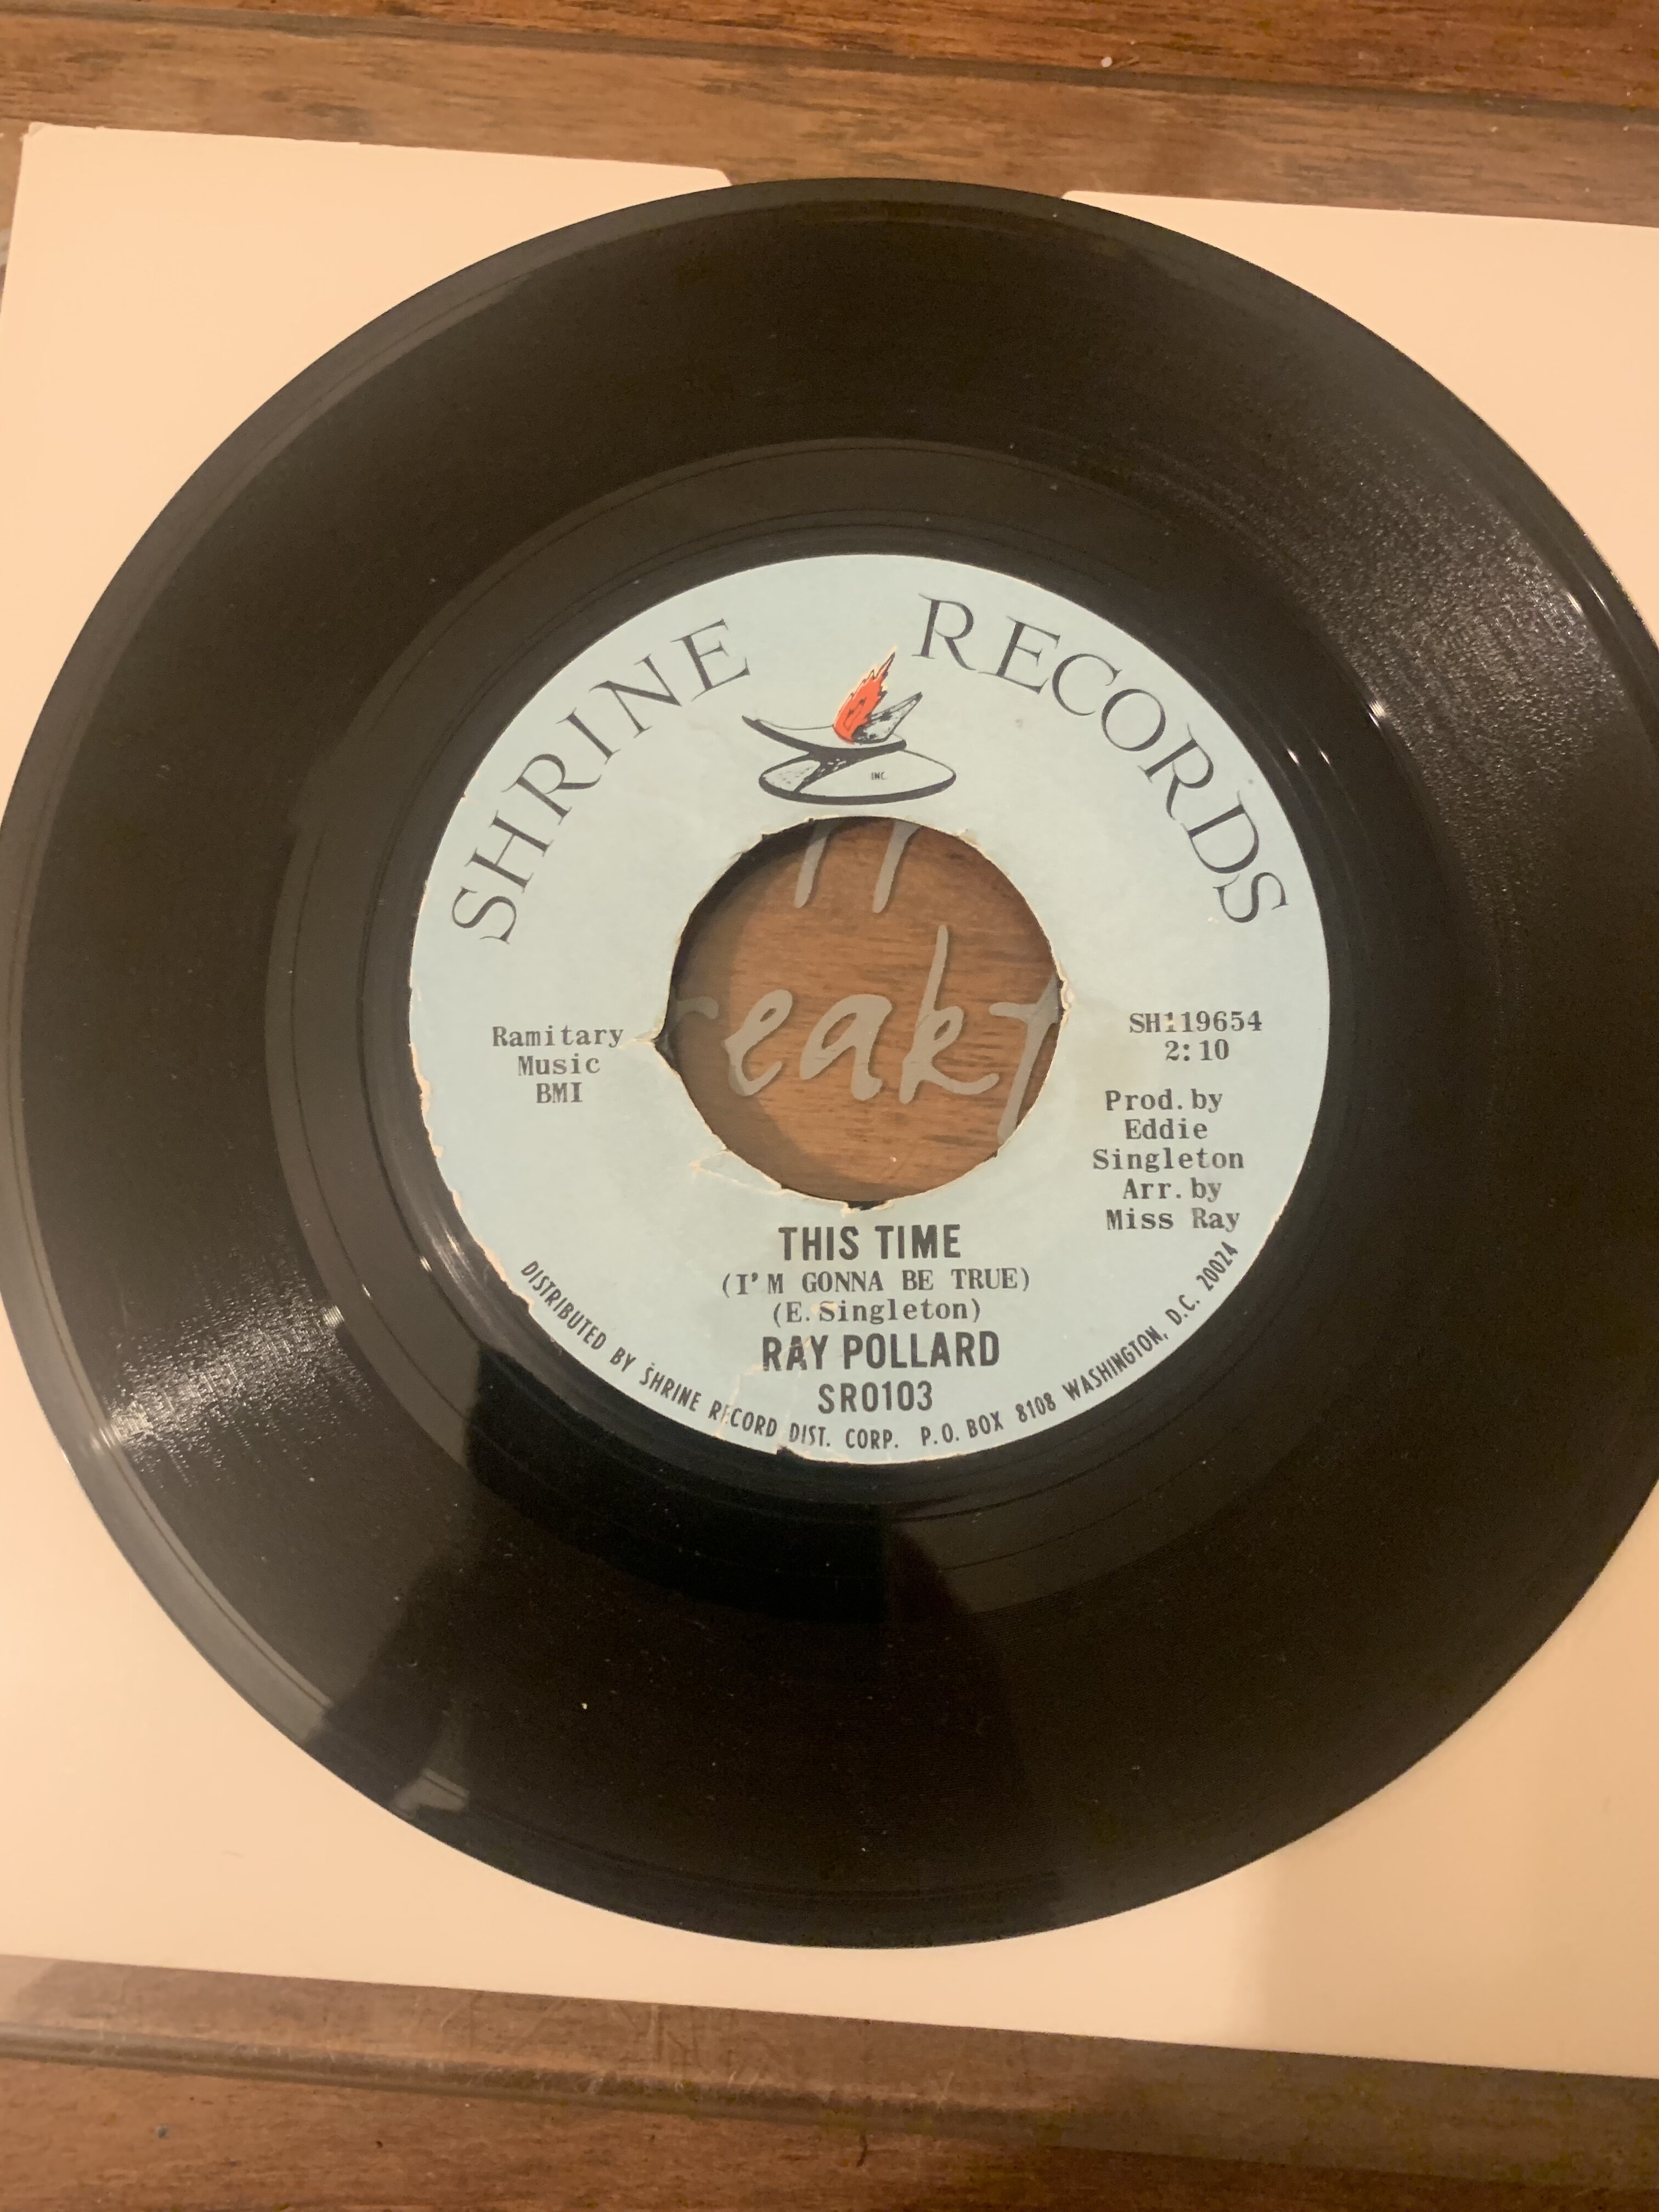 SHRINE RECORDS
INC.
Ramitary
Music
BMI
SH119654
2:10
Prod. by
Eddie
Singleton
Arr. by
Miss Ray
THIS TIME
(I'M GONNA BE TRUE)
(E. Singleton)
RAY POLLARD
SR0103
DISTRIBUTED BY SHRINE RECORD DIST. CORP. P.O. BOX 8108 WASHINGTON, D.C. 20024